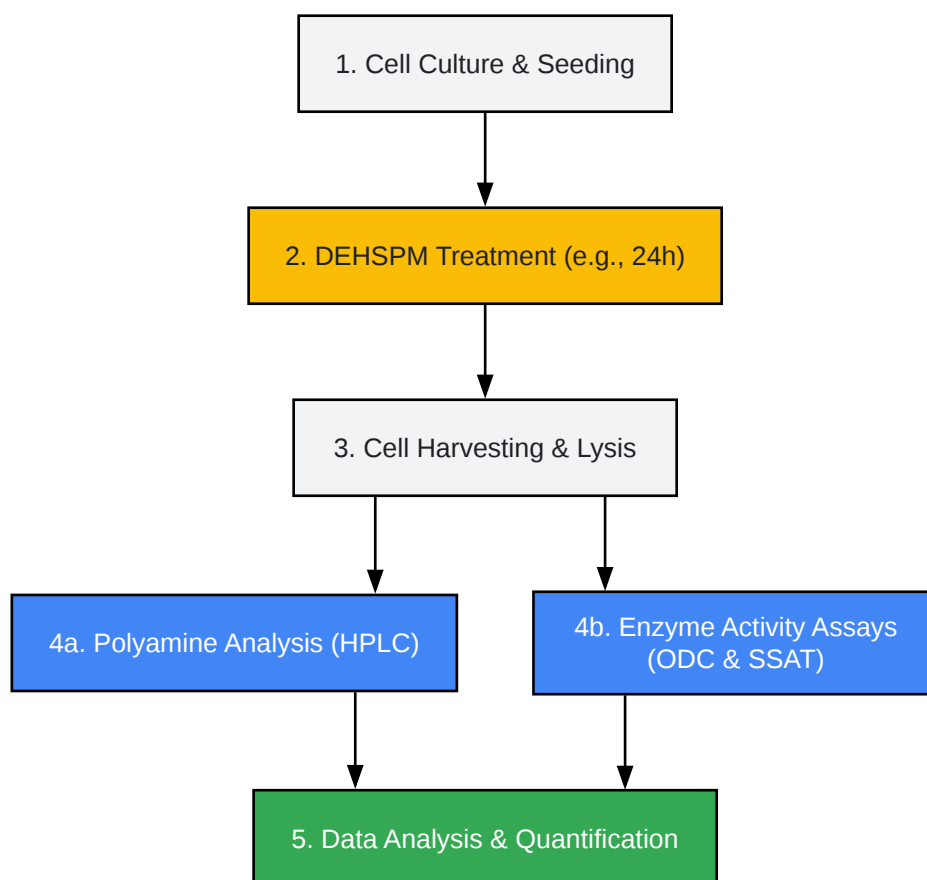 1. Cell Culture & Seeding
2. DEHSPM Treatment (e.g., 24h)
3. Cell Harvesting & Lysis
4a. Polyamine Analysis (HPLC)
4b. Enzyme Activity Assays
(ODC & SSAT)
5. Data Analysis & Quantification